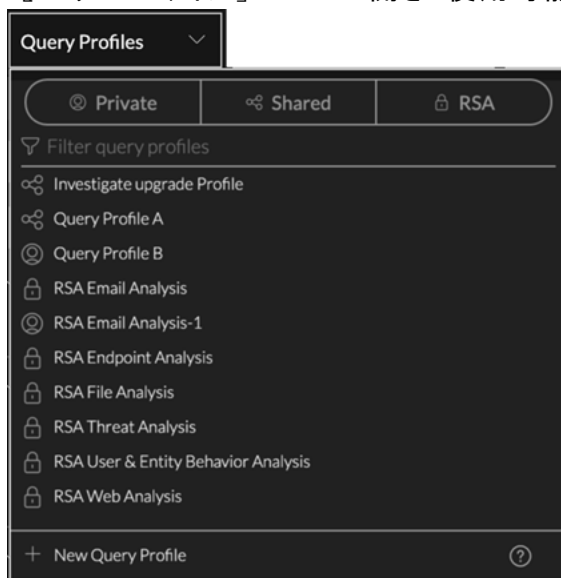 Query Profiles
Private Shared RSA
Filter query profiles
Investigate upgrade Profile
Query Profile A
Query Profile B
RSA Email Analysis
RSA Email Analysis-1
RSA Endpoint Analysis
RSA File Analysis
RSA Threat Analysis
RSA User & Entity Behavior Analysis
RSA Web Analysis
+ New Query Profile ?